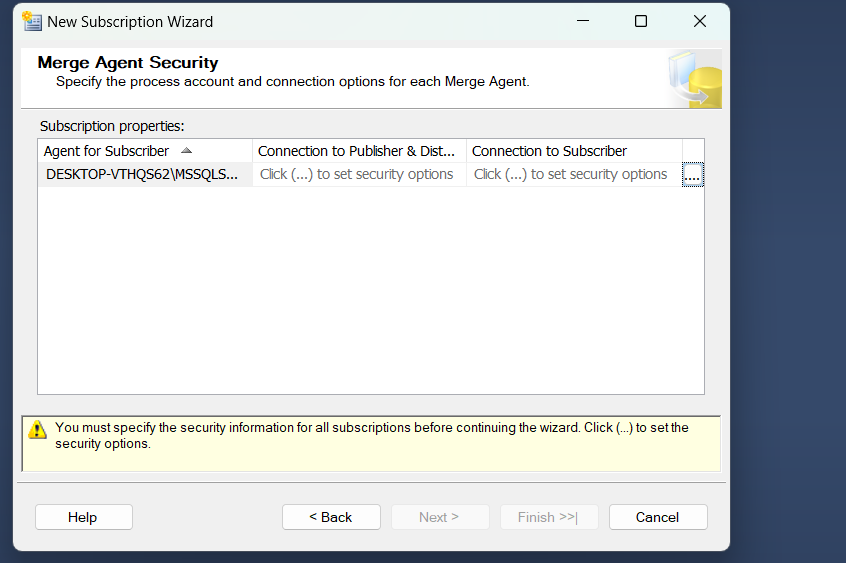 New Subscription Wizard
Merge Agent Security
Specify the process account and connection options for each Merge Agent.
Subscription properties:
Agent for Subscriber Connection to Publisher & Dist... Connection to Subscriber
DESKTOP-VTHQS62\MSSQLS... Click (...) to set security options Click (...) to set security options ....
You must specify the security information for all subscriptions before continuing the wizard. Click (...) to set the
security options.
Help < Back Next > Finish >>| Cancel